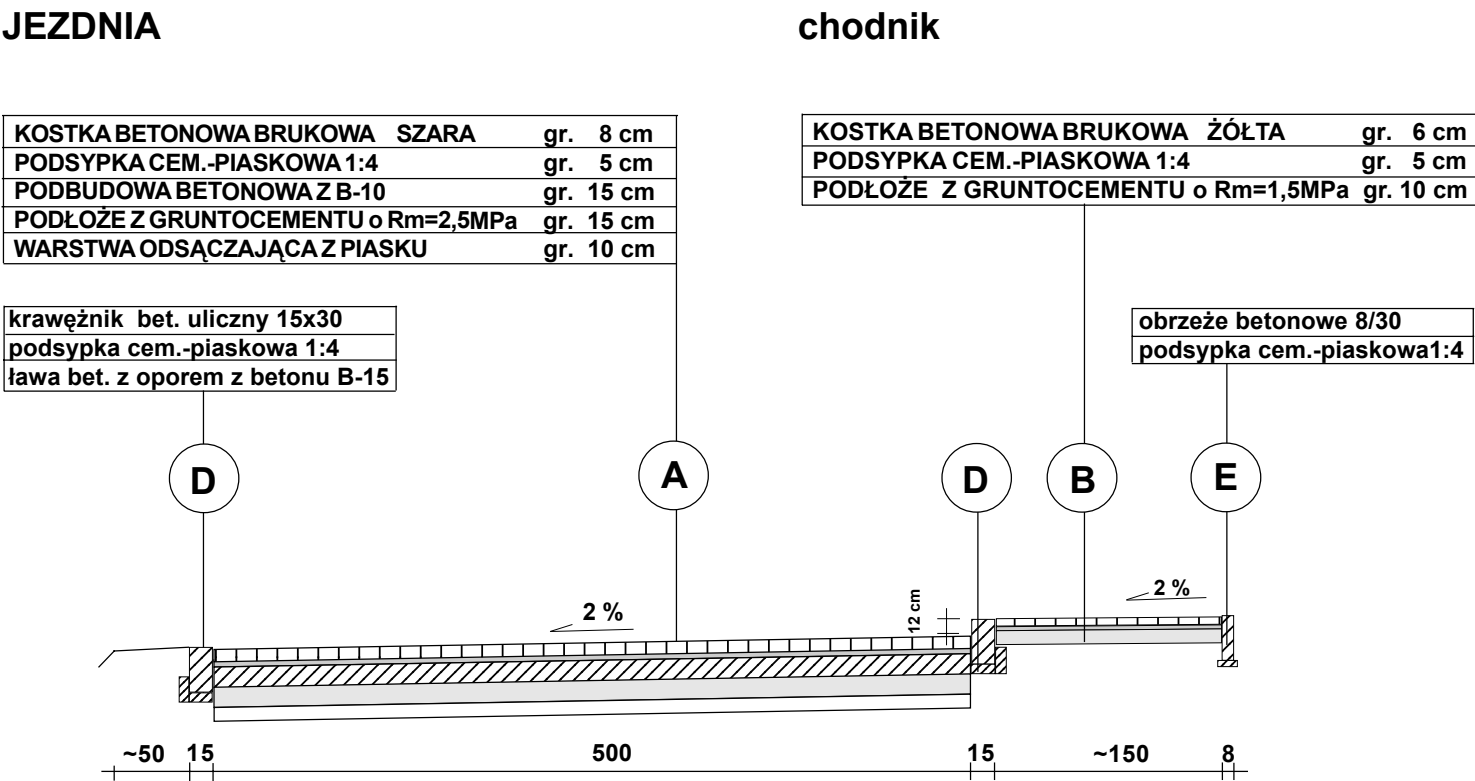 JEZDNIA
chodnik
KOSTKA BETONOWA BRUKOWA SZARA gr. 8 cm
PODSYPKA CEM.-PIASKOWA 1:4 gr. 5 cm
PODBUDOWA BETONOWA Z B-10 gr. 15 cm
PODŁOŻE Z GRUNTOCEMENTU o Rm=2,5MPa gr. 15 cm
WARSTWA ODSĄCZAJĄCA Z PIASKU gr. 10 cm
KOSTKA BETONOWA BRUKOWA ŻÓŁTA gr. 6 cm
PODSYPKA CEM.-PIASKOWA 1:4 gr. 5 cm
PODŁOŻE Z GRUNTOCEMENTU o Rm=1,5MPa gr. 10 cm
krawężnik bet. uliczny 15x30
podsypka cem.-piaskowa 1:4
ława bet. z oporem z betonu B-15
obrzeże betonowe 8/30
podsypka cem.-piaskowa1:4
D A D B E
2 % 12 cm 2 %
~50 15 500 15 ~150 8